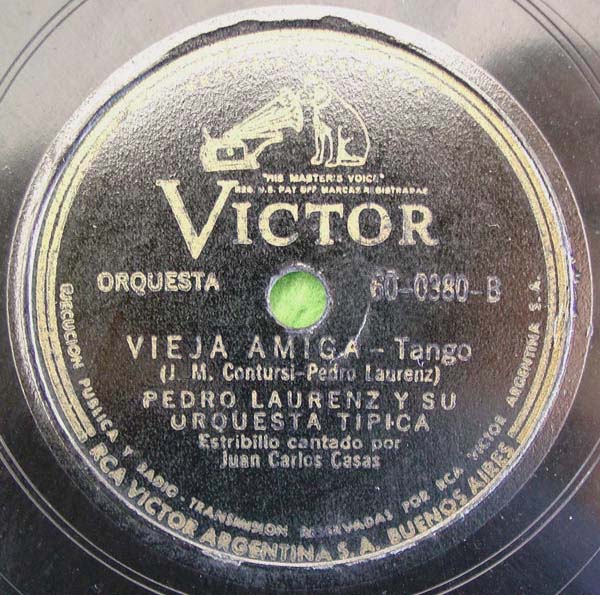 "HIS MASTER'S VOICE"
REG. U.S. PAT OFF MARCAS REGISTRADAS
VICTOR
ORQUESTA
60-0380-B
VIEJA AMIGA – Tango
(J. M. Contursi–Pedro Laurenz)
PEDRO LAURENZ Y SU
ORQUESTA TIPICA
Estribillo cantado por
Juan Carlos Casas
EJECUCION PUBLICA Y RADIO-TRANSMISION RESERVADAS POR RCA VICTOR ARGENTINA S.A.
RCA VICTOR ARGENTINA S.A. BUENOS AIRES